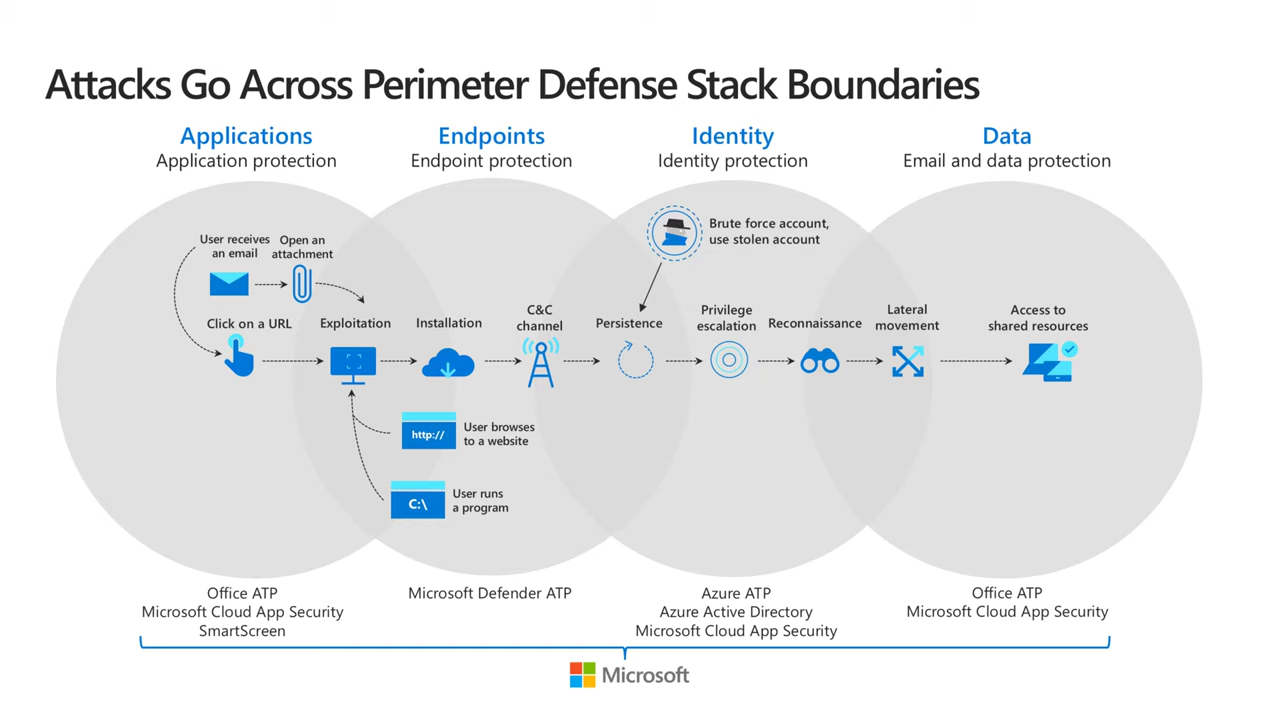 Attacks Go Across Perimeter Defense Stack Boundaries
Applications
Application protection
Endpoints
Endpoint protection
Identity
Identity protection
Data
Email and data protection
User receives
an email
Open an
attachment
Brute force account,
use stolen account
Click on a URL
Exploitation
Installation
C&C
channel
Persistence
Privilege
escalation
Reconnaissance
Lateral
movement
Access to
shared resources
http://
User browses
to a website
C:\
User runs
a program
Office ATP
Microsoft Cloud App Security
SmartScreen
Microsoft Defender ATP
Azure ATP
Azure Active Directory
Microsoft Cloud App Security
Office ATP
Microsoft Cloud App Security
Microsoft